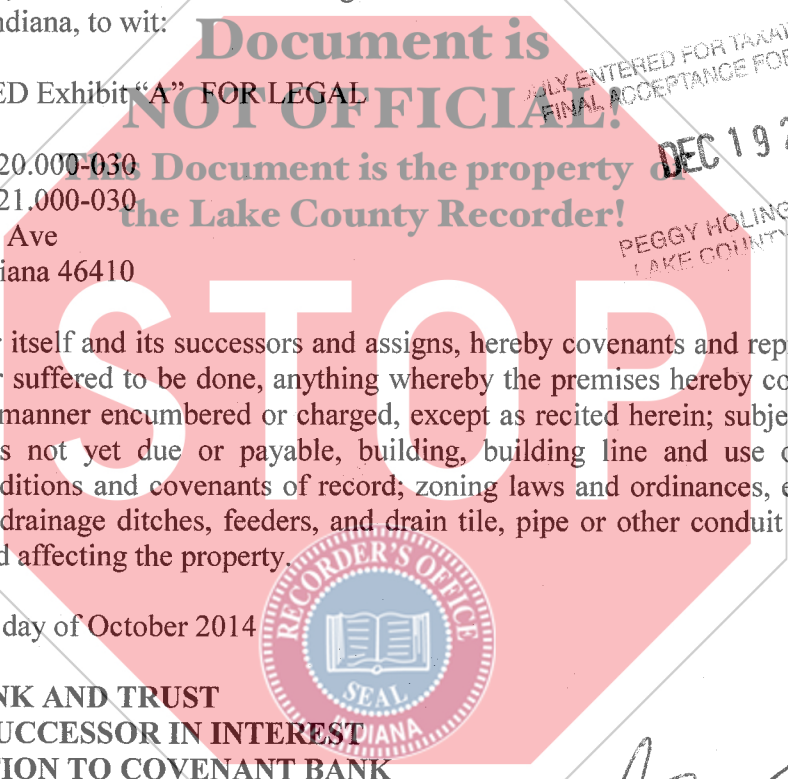 ndiana, to wit:
Document is
ED Exhibit "A" FOR LEGAL
NOT OFFICIAL!
ULY ENTERED FOR TAXAT
FINAL ACCEPTANCE FOR
DEC 19 2
20.000-030
This Document is the property of
21.000-030
the Lake County Recorder!
Ave
PEGGY HOLING
LAKE COUNTY
iana 46410
STOP
r itself and its successors and assigns, hereby covenants and rep
r suffered to be done, anything whereby the premises hereby co
manner encumbered or charged, except as recited herein; subje
s not yet due or payable, building, building line and use o
ditions and covenants of record; zoning laws and ordinances, e
drainage ditches, feeders, and drain tile, pipe or other conduit
d affecting the property.
RECORDER'S OFFICE
SEAL
INDIANA
day of October 2014
NK AND TRUST
UCCESSOR IN INTEREST
TION TO COVENANT BANK